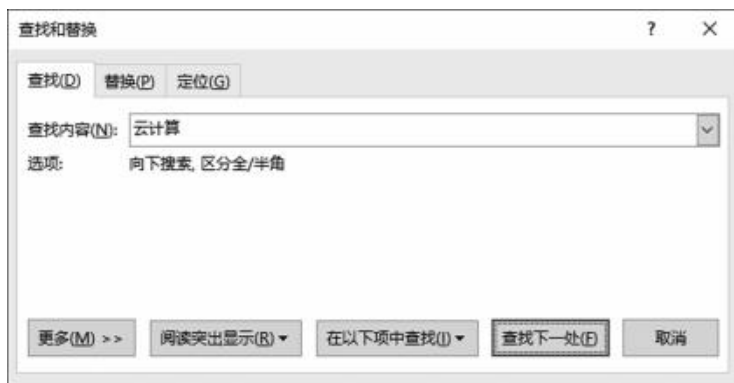 查找和替换 ? ×
查找(D) 替换(P) 定位(G)
查找内容(N): 云计算
选项: 向下搜索, 区分全/半角
更多(M) >> 阅读突出显示(R) 在以下项中查找(I) 查找下一处(F) 取消